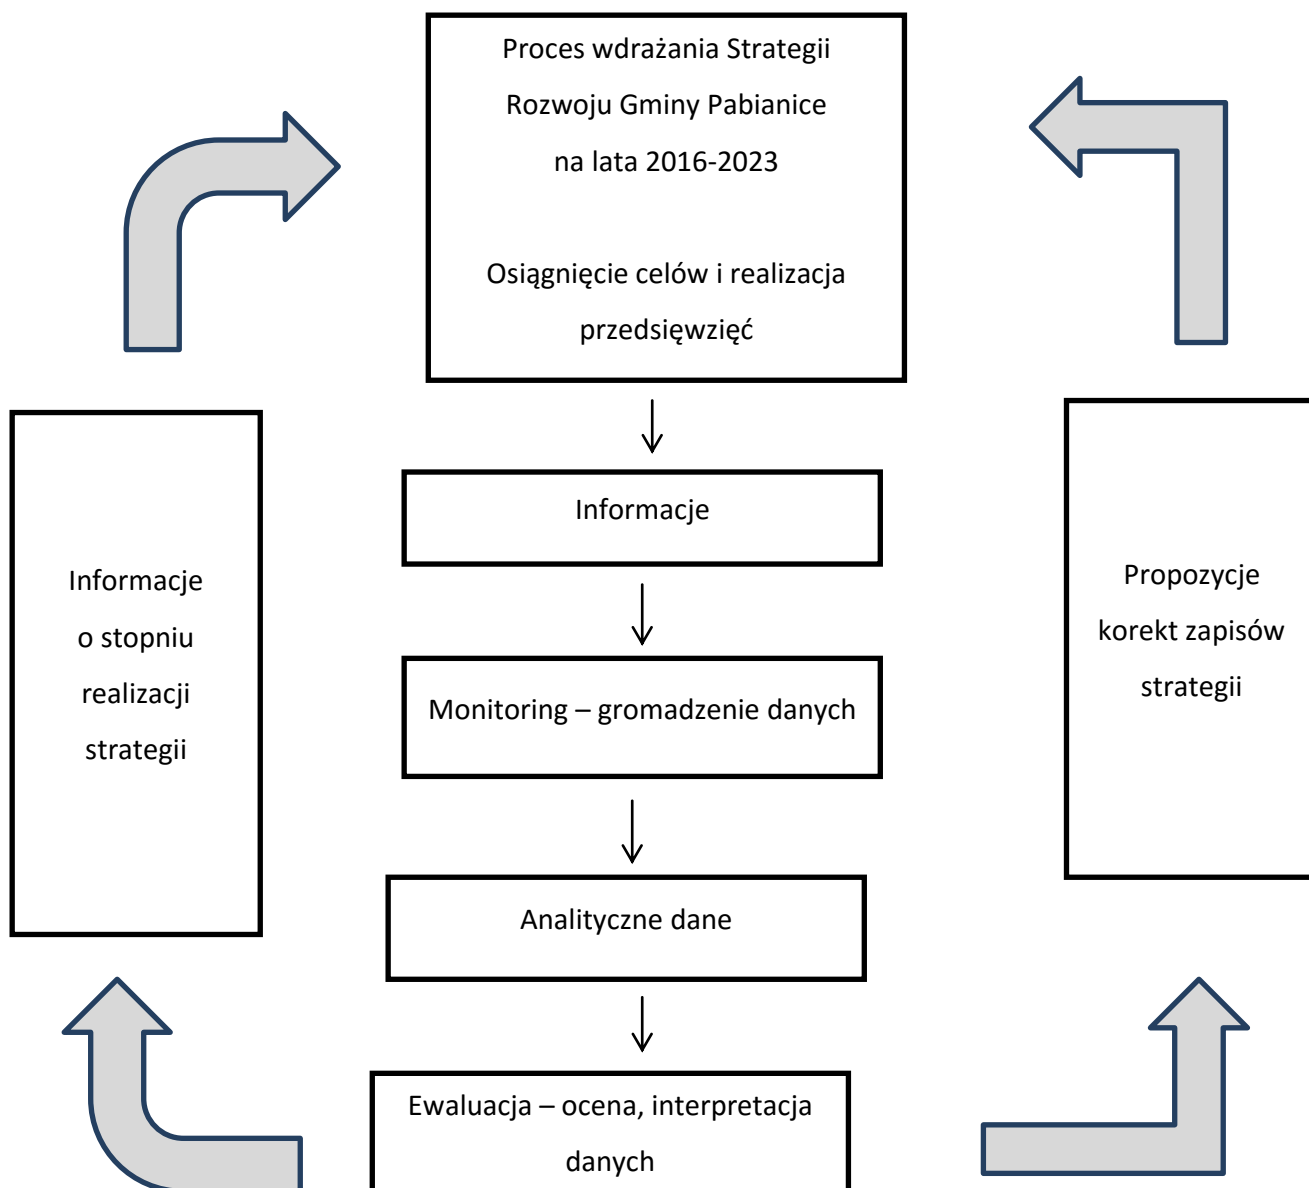 Proces wdrażania Strategii
Rozwoju Gminy Pabianice
na lata 2016-2023
Osiągnięcie celów i realizacja
przedsięwzięć
Informacje
Monitoring – gromadzenie danych
Analityczne dane
Ewaluacja – ocena, interpretacja
danych
Informacje
o stopniu
realizacji
strategii
Propozycje
korekt zapisów
strategii